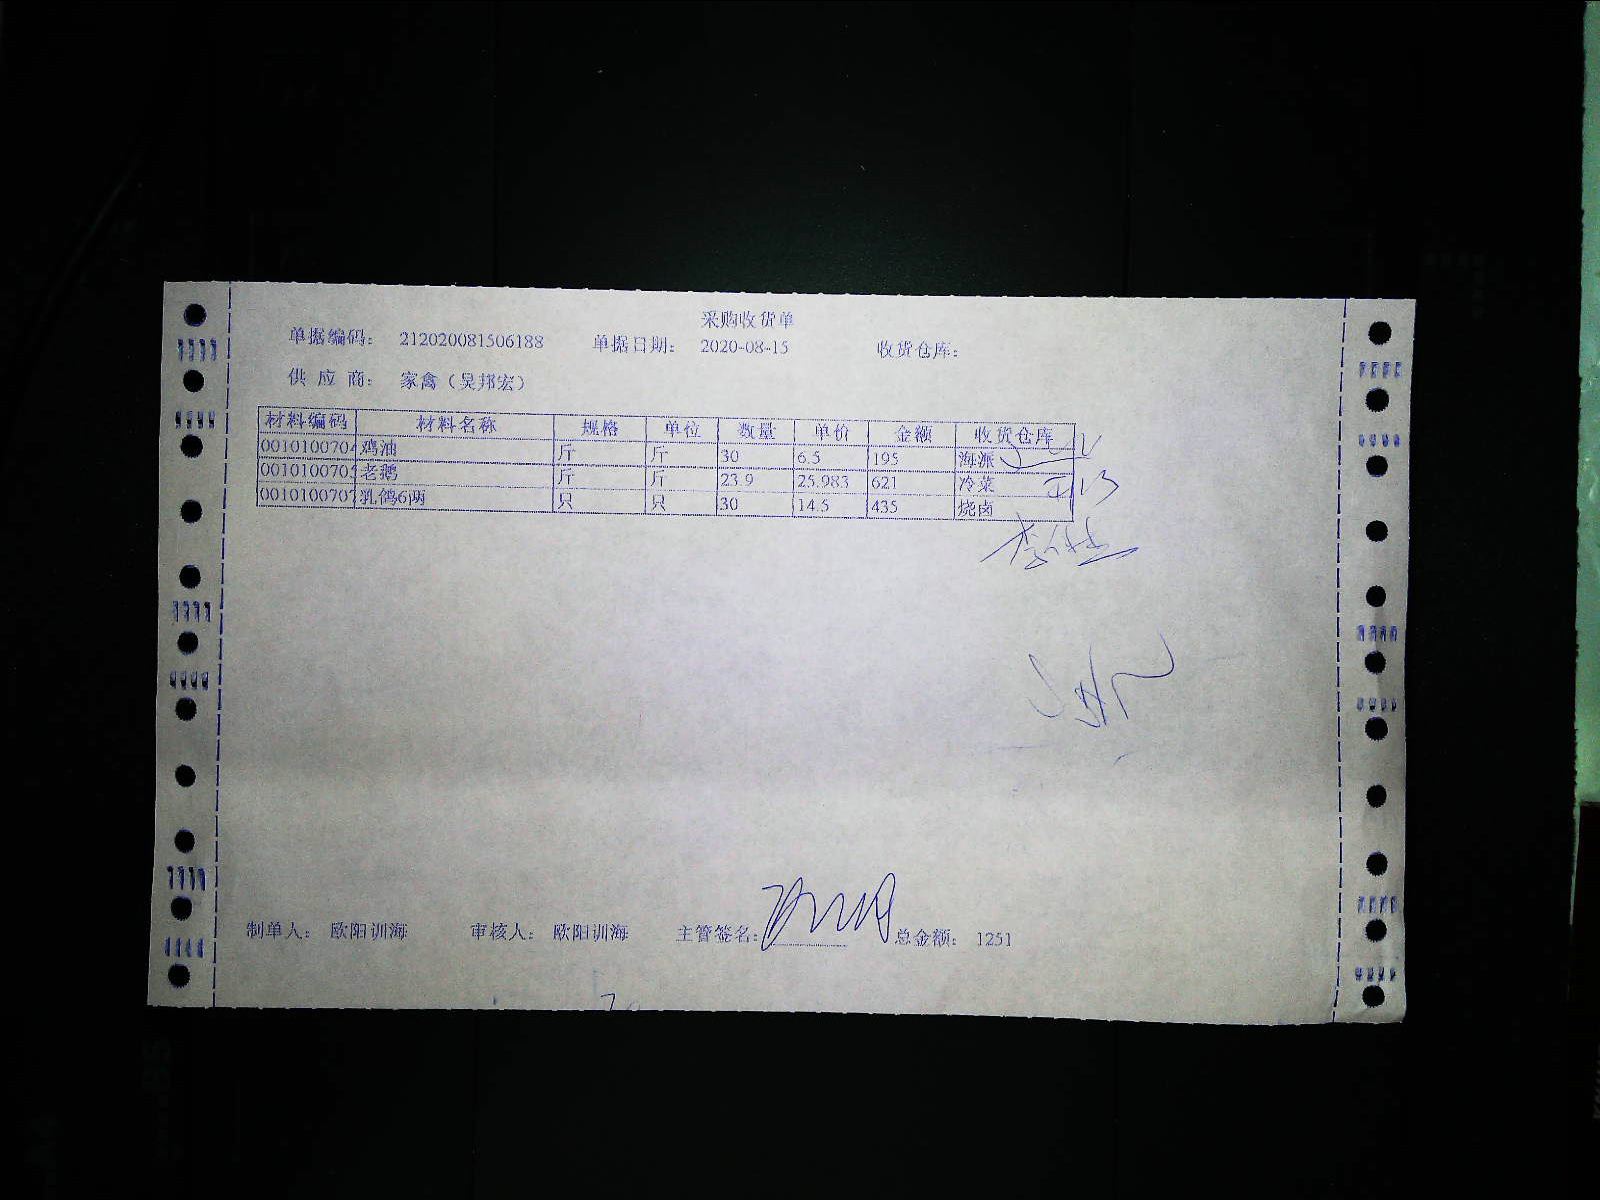 采购收货单
单据编码： 212020081506188 单据日期： 2020-08-15 收货仓库：
供 应 商： 家禽（吴邦宏）
材料编码 材料名称 规格 单位 数量 单价 金额 收货仓库
0010100704 鸡油 斤 斤 30 6.5 195 海派
001010070 老鹅 斤 斤 23.9 25.983 621 冷菜
001010070 乳鸽6两 只 只 30 14.5 435 烧卤
制单人： 欧阳训海 审核人： 欧阳训海 主管签名： 总金额： 1251